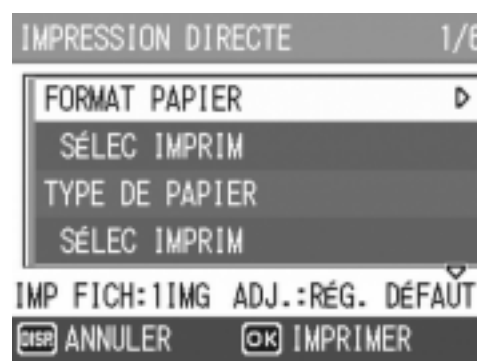 IMPRESSION DIRECTE 1/6
FORMAT PAPIER
SÉLEC IMPRIM
TYPE DE PAPIER
SÉLEC IMPRIM
IMP FICH:1IMG ADJ.:RÉG. DÉFAUT
DISP ANNULER OK IMPRIMER